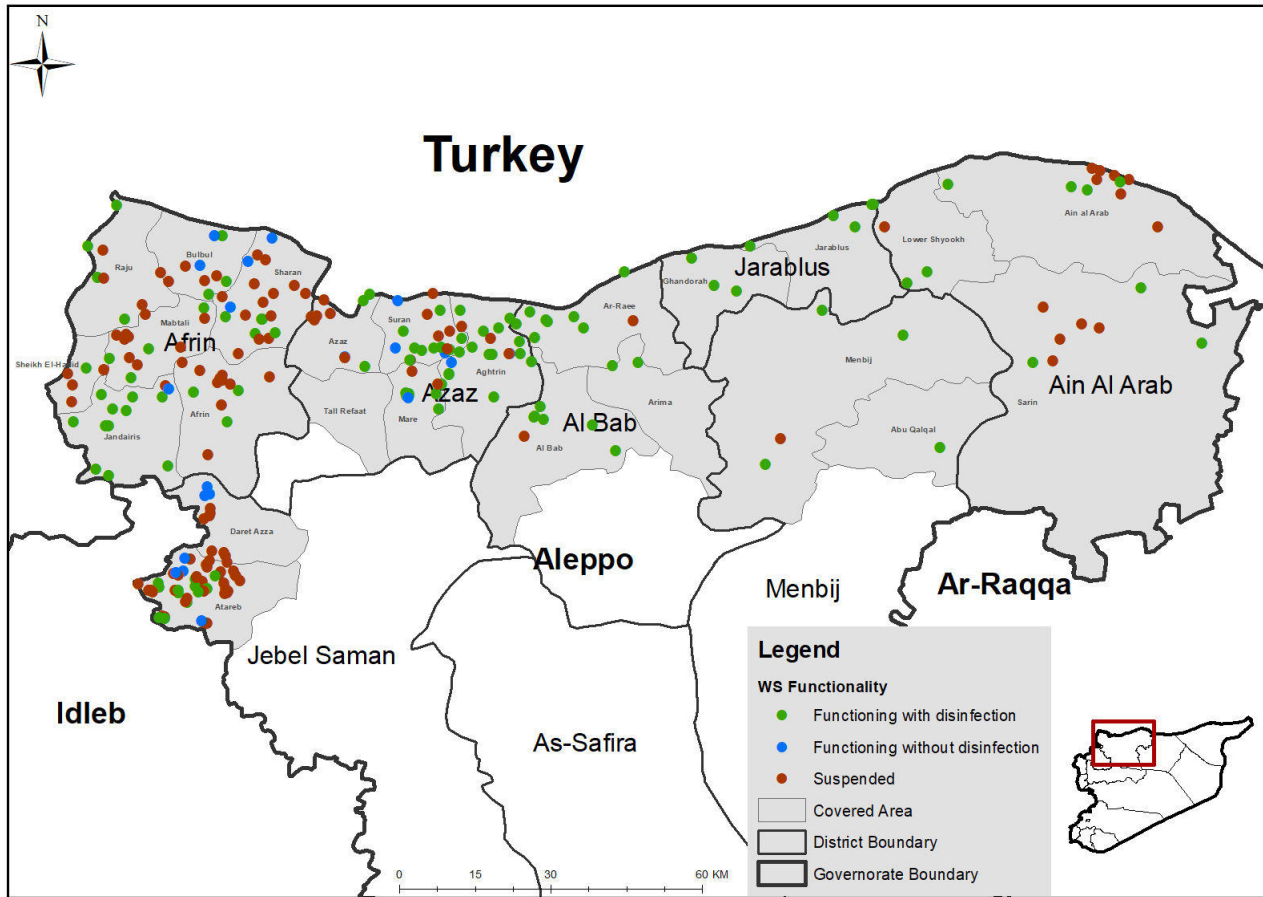 N
Turkey
Bulbul
Raju
Sharan
Mabtali
Afrin
Sheikh El-Hadid
Afrin
Jandairis
Suran
Azaz
Aghtrin
Azaz
Tall Refaat
Mare
Ar-Raee
Arima
Al Bab
Al Bab
Ghandorah
Jarablus
Jarablus
Lower Shyookh
Ain al Arab
Menbij
Sarin
Ain Al Arab
Abu Qalqal
Daret Azza
Atareb
Aleppo
Menbij
Ar-Raqqa
Jebel Saman
Idleb
As-Safira
Legend
WS Functionality
Functioning with disinfection
Functioning without disinfection
Suspended
Covered Area
District Boundary
Governorate Boundary
0 15 30 60 KM